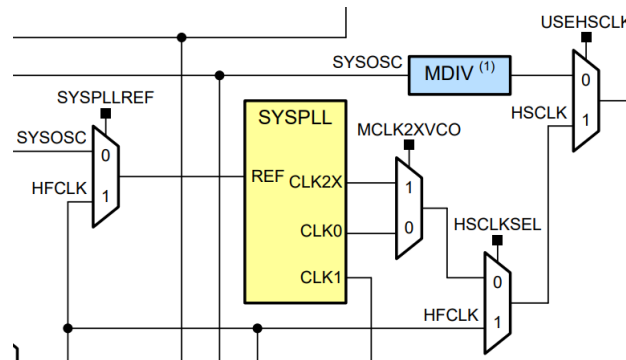 USEHSCLK
SYSOSC
MDIV (1)
0
SYSPLLREF
HSCLK
1
SYSPLL
MCLK2XVCO
SYSOSC
0
REF
CLK2X
1
HFCLK
1
CLK0
0
HSCLKSEL
CLK1
0
HFCLK
1